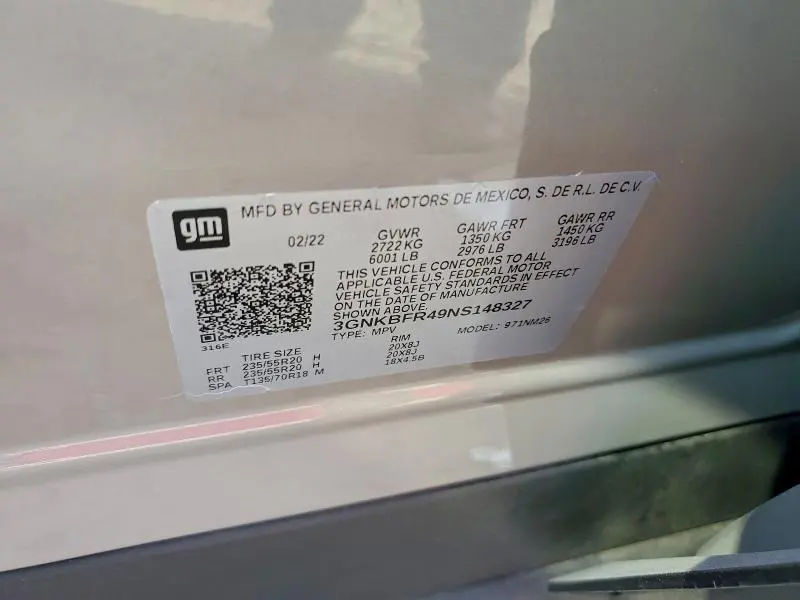 gm
MFD BY GENERAL MOTORS DE MEXICO, S. DE R.L. DE C.V.
02/22 GVWR GAWR FRT GAWR RR
2722 KG 1350 KG 1450 KG
6001 LB 2976 LB 3196 LB
THIS VEHICLE CONFORMS TO ALL
APPLICABLE U.S. FEDERAL MOTOR
VEHICLE SAFETY STANDARDS IN EFFECT
ON THE DATE OF MANUFACTURE
SHOWN ABOVE.
3GNKBFR49NS148327
TYPE: MPV MODEL: 971NM26
316E
TIRE SIZE RIM
FRT 235/55R20 H 20X8J
RR 235/55R20 H 20X8J
SPA T135/70R18 M 18X4.5B